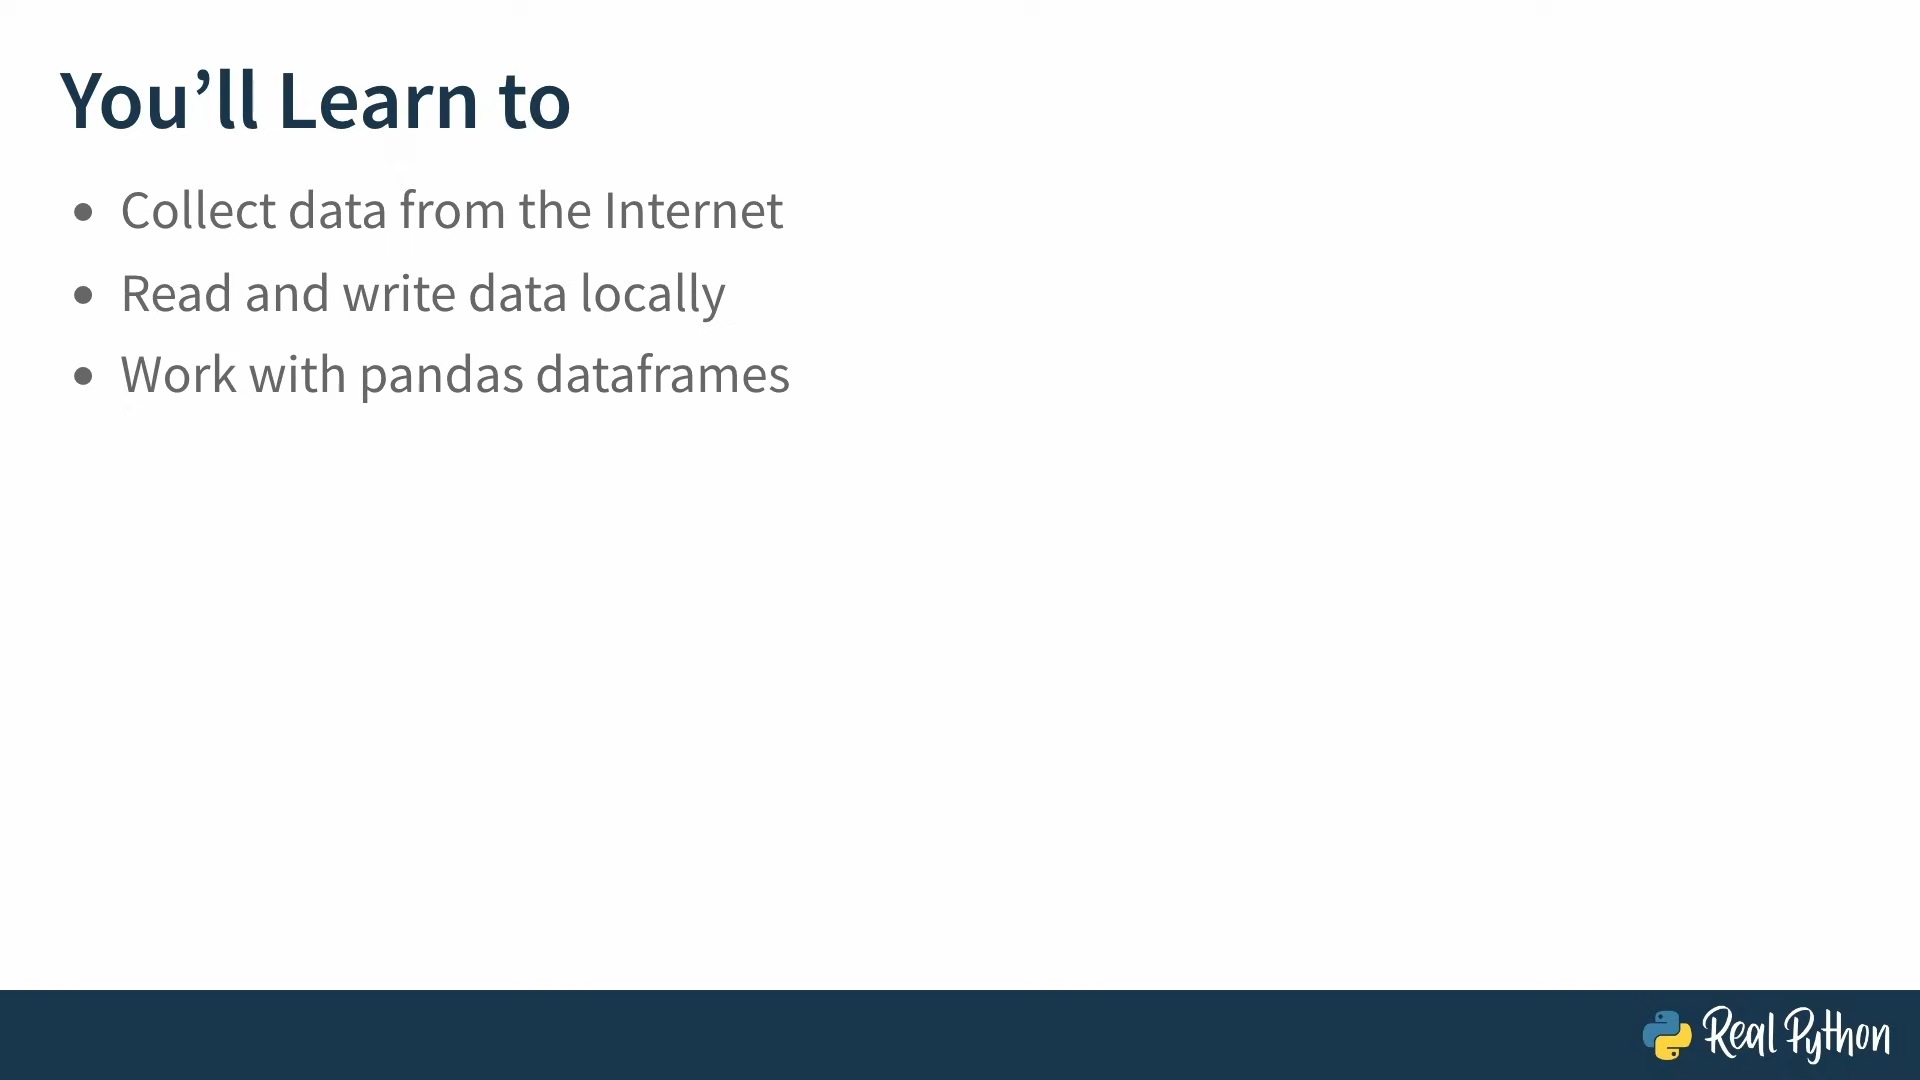 You’ll Learn to
• Collect data from the Internet
• Read and write data locally
• Work with pandas dataframes
Real Python